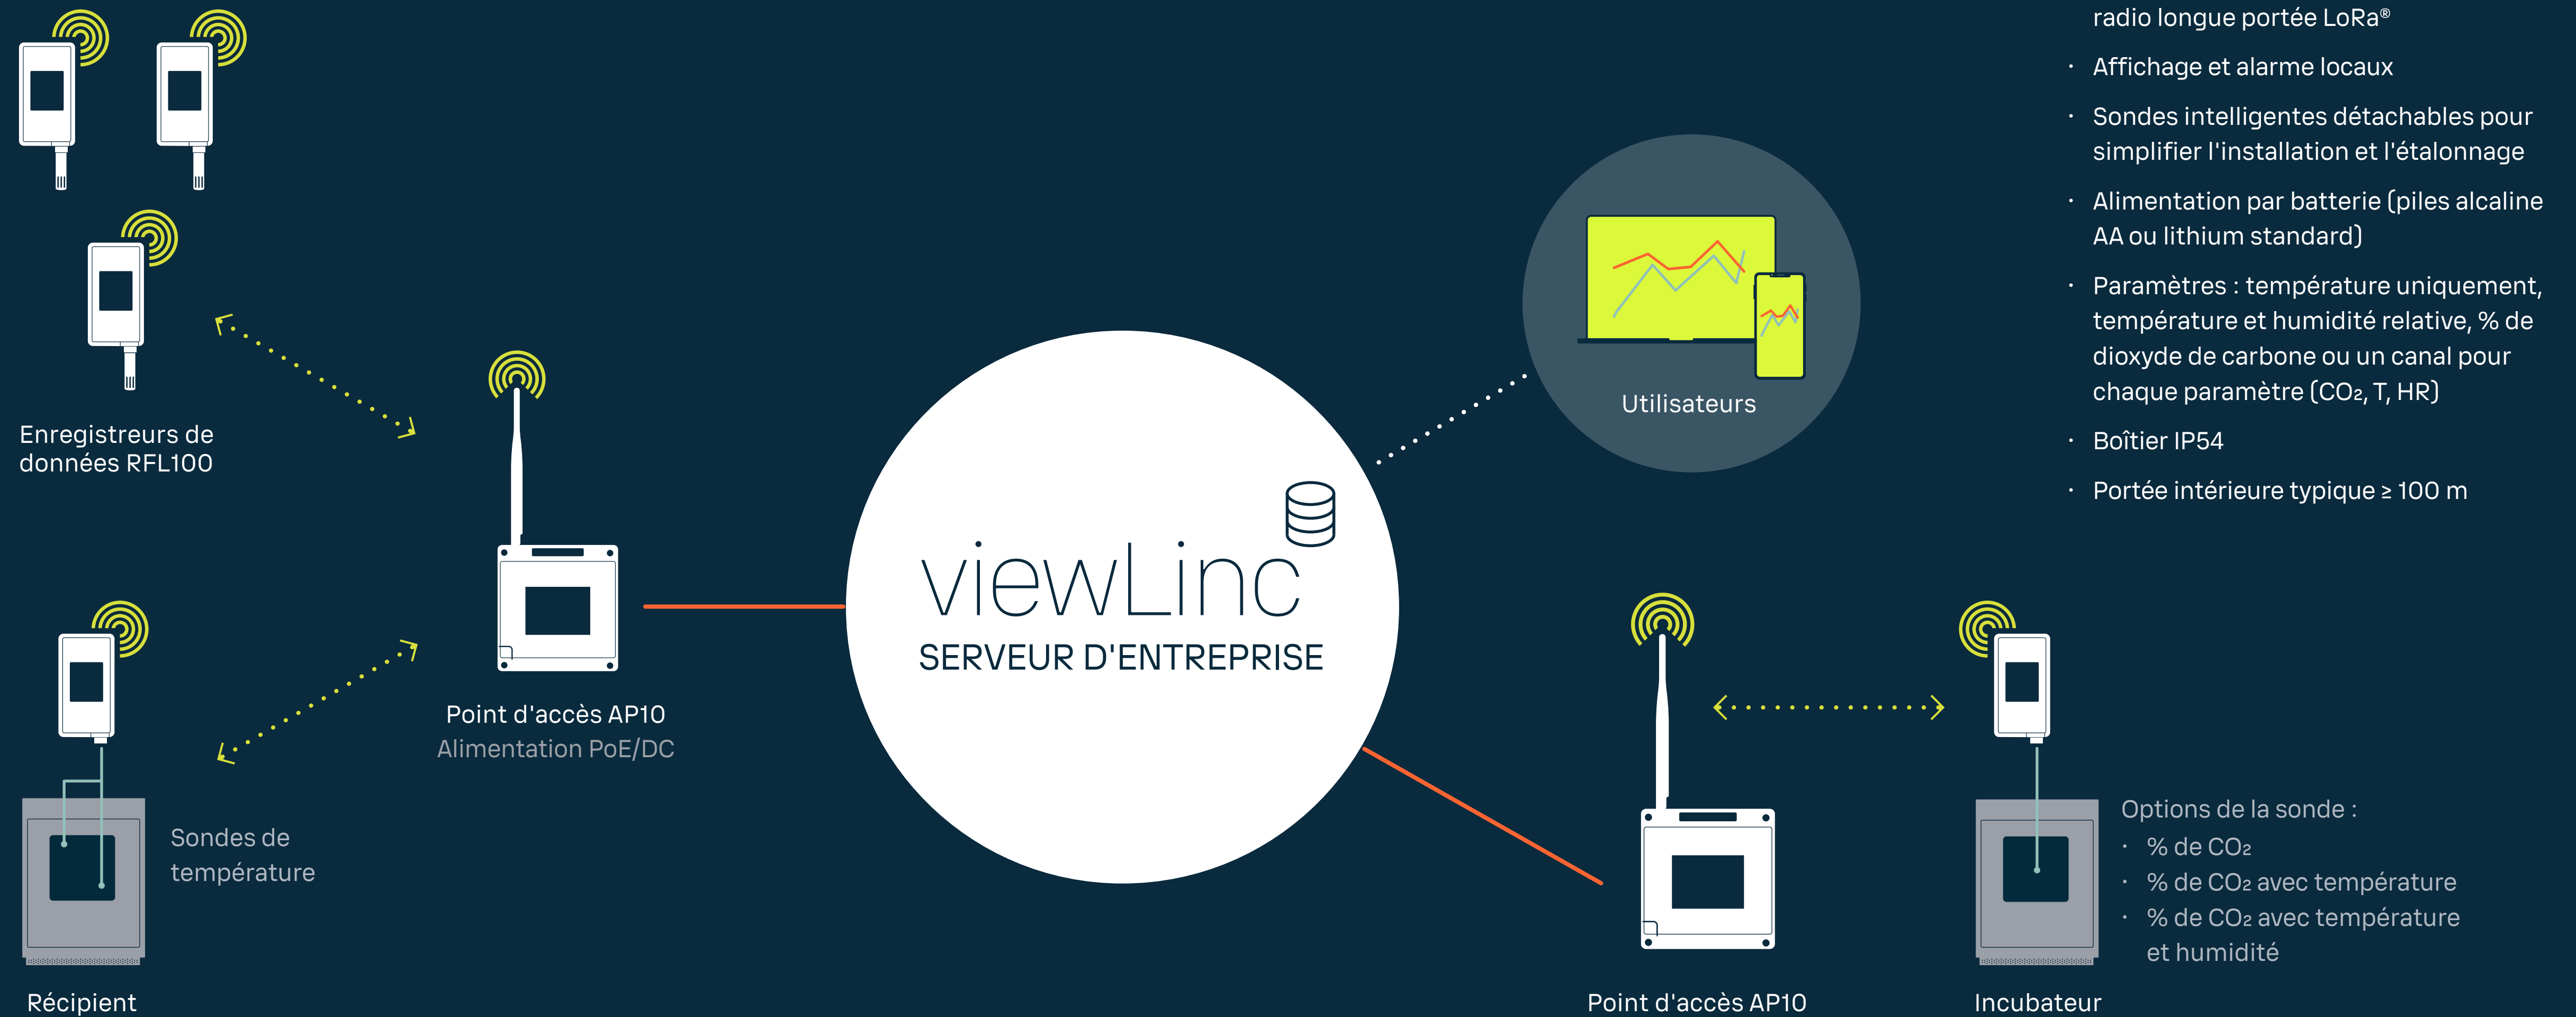 radio longue portée LoRa®
· Affichage et alarme locaux
· Sondes intelligentes détachables pour
simplifier l'installation et l'étalonnage
· Alimentation par batterie (piles alcaline
AA ou lithium standard)
· Paramètres : température uniquement,
température et humidité relative, % de
dioxyde de carbone ou un canal pour
chaque paramètre (CO₂, T, HR)
· Boîtier IP54
· Portée intérieure typique ≥ 100 m
Utilisateurs
Enregistreurs de
données RFL100
viewLinc
SERVEUR D'ENTREPRISE
Point d'accès AP10
Alimentation PoE/DC
Sondes de
température
Récipient
Point d'accès AP10
Incubateur
Options de la sonde :
· % de CO₂
· % de CO₂ avec température
· % de CO₂ avec température
et humidité